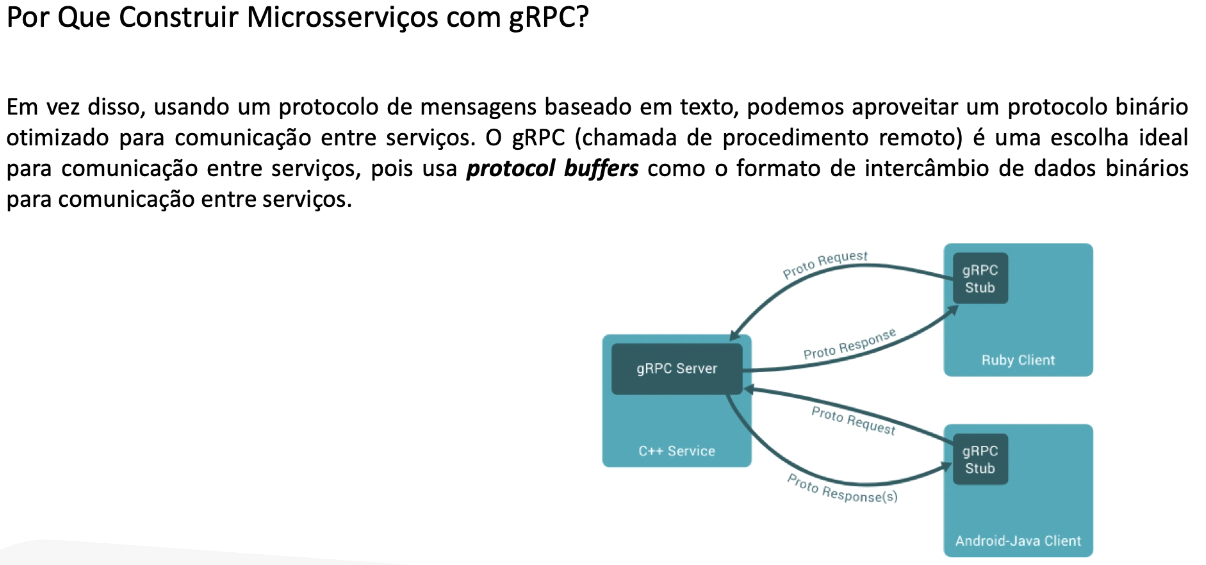 Por Que Construir Microsserviços com gRPC?
Em vez disso, usando um protocolo de mensagens baseado em texto, podemos aproveitar um protocolo binário
otimizado para comunicação entre serviços. O gRPC (chamada de procedimento remoto) é uma escolha ideal
para comunicação entre serviços, pois usa protocol buffers como o formato de intercâmbio de dados binários
para comunicação entre serviços.
Proto Request
gRPC
Stub
Proto Response
Ruby Client
gRPC Server
C++ Service
Proto Request
gRPC
Stub
Proto Response(s)
Android-Java Client